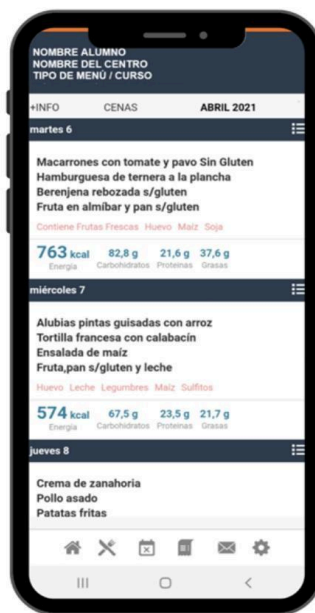 NOMBRE ALUMNO
NOMBRE DEL CENTRO
TIPO DE MENÚ / CURSO
+INFO CENAS ABRIL 2021
martes 6
Macarrones con tomate y pavo Sin Gluten
Hamburguesa de ternera a la plancha
Berenjena rebozada s/gluten
Fruta en almíbar y pan s/gluten
Contiene Frutas Frescas Huevo Maíz Soja
763 kcal 82,8 g 21,6 g 37,6 g
Energía Carbohidratos Proteinas Grasas
miércoles 7
Alubias pintas guisadas con arroz
Tortilla francesa con calabacín
Ensalada de maíz
Fruta,pan s/gluten y leche
Huevo Leche Legumbres Maíz Sulfitos
574 kcal 67,5 g 23,5 g 21,7 g
Energía Carbohidratos Proteinas Grasas
jueves 8
Crema de zanahoria
Pollo asado
Patatas fritas